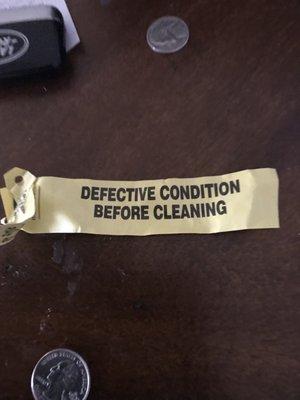 DEFECTIVE CONDITION
BEFORE CLEANING